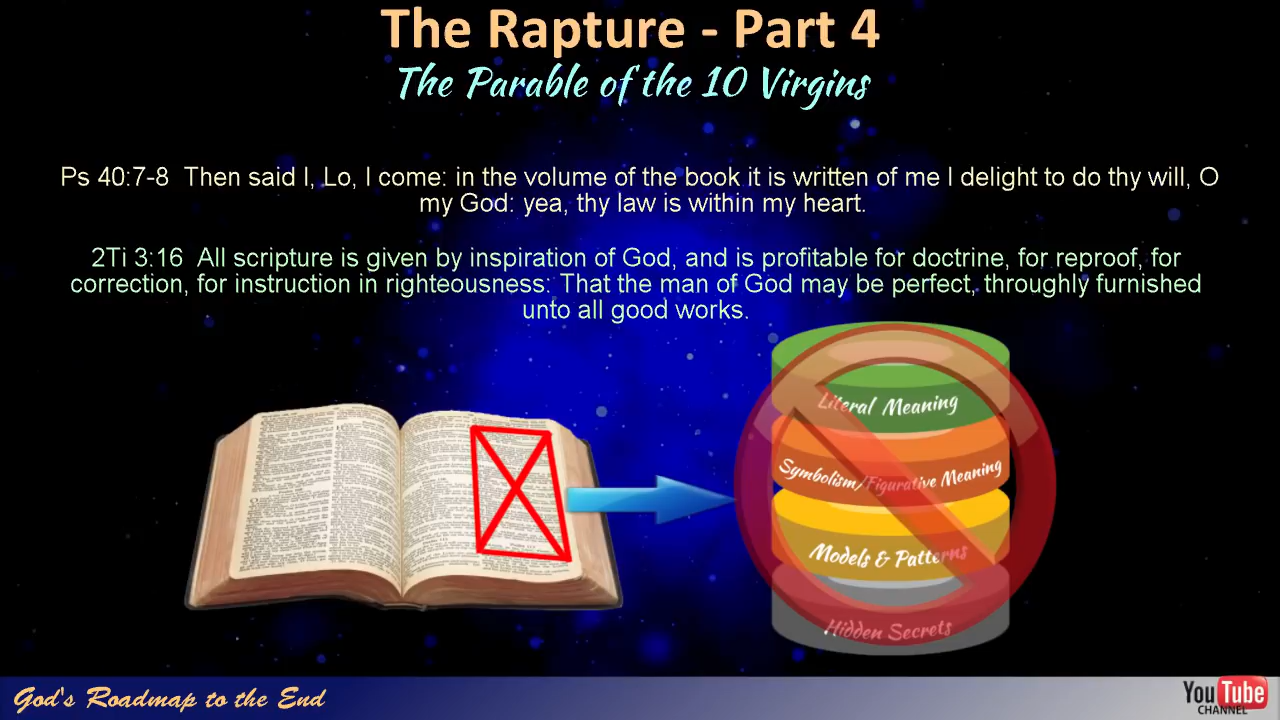 The Rapture - Part 4
The Parable of the 10 Virgins
Ps 40:7-8  Then said I, Lo, I come: in the volume of the book it is written of me I delight to do thy will, O
my God: yea, thy law is within my heart.
2Ti 3:16  All scripture is given by inspiration of God, and is profitable for doctrine, for reproof, for
correction, for instruction in righteousness: That the man of God may be perfect, throughly furnished
unto all good works.
Literal Meaning
Symbolism/Figurative Meaning
Models & Patterns
Hidden Secrets
God's Roadmap to the End
YouTube
CHANNEL